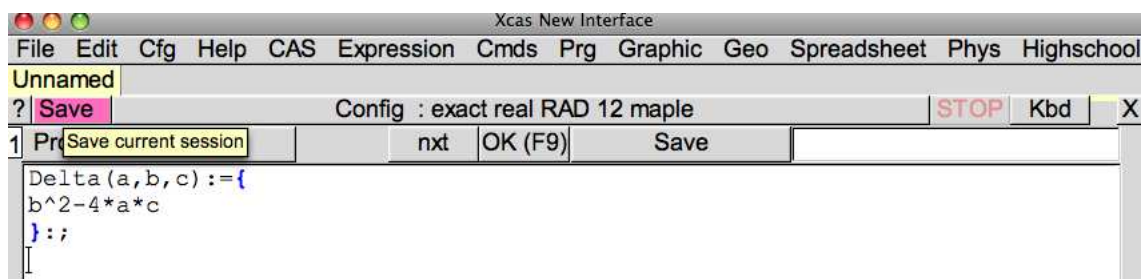 Xcas New Interface
File Edit Cfg Help CAS Expression Cmds Prg Graphic Geo Spreadsheet Phys Highschool
Unnamed
? Save Config : exact real RAD 12 maple STOP Kbd X
1 Save current session nxt OK (F9) Save
Delta(a,b,c):={
b^2-4*a*c
}:;